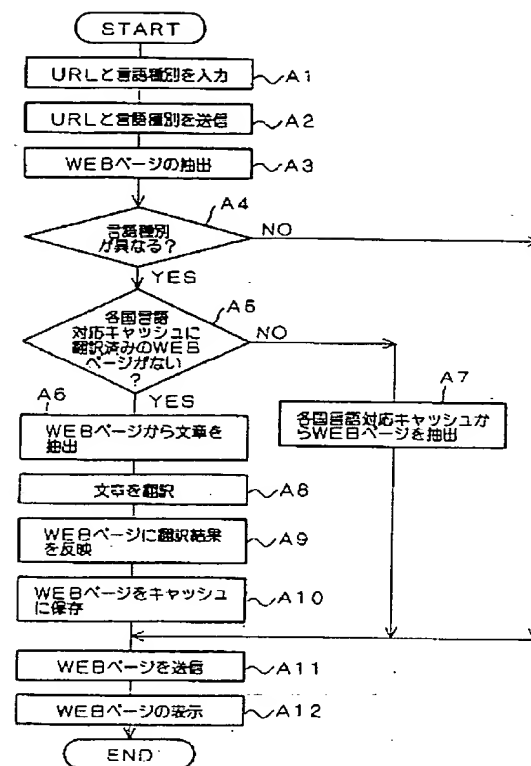 START
URLと言語種別を入力
A1
URLと言語種別を送信
A2
WEBページの抽出
A3
A4
言語種別
が異なる?
NO
YES
A5
各国言語
対応キャッシュに
翻訳済みのWEB
ページがない
?
NO
YES
A6
A7
WEBページから文章を
抽出
各国言語対応キャッシュか
らWEBページを抽出
文章を翻訳
A8
WEBページに翻訳結果
を反映
A9
WEBページをキャッシュ
に保存
A10
WEBページを送信
A11
WEBページの表示
A12
END